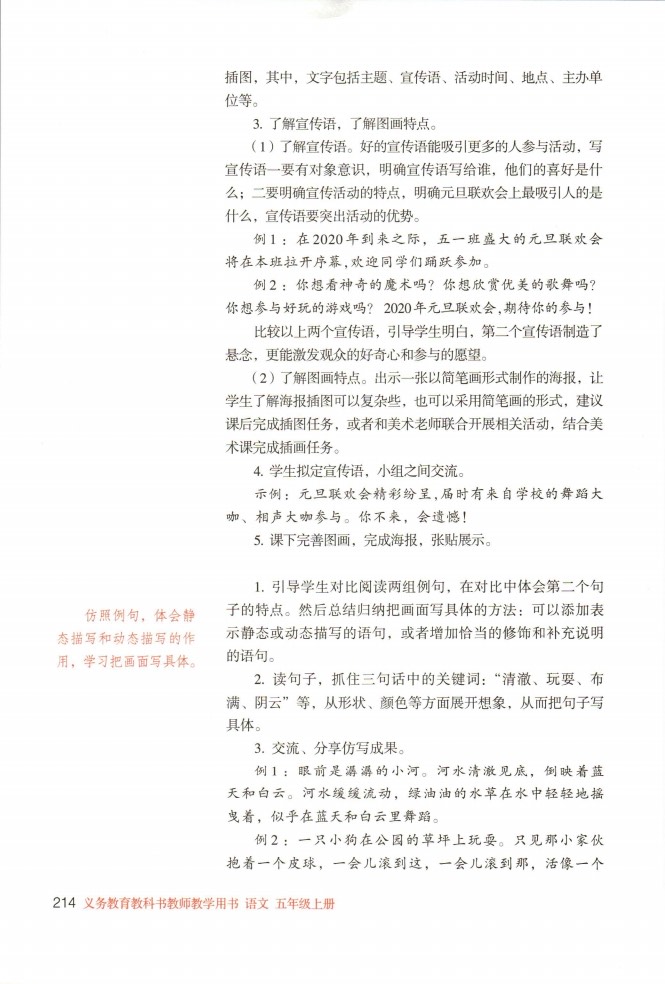 插图，其中，文字包括主题、宣传语、活动时间、地点、主办单
位等。
3. 了解宣传语，了解图画特点。
（1）了解宣传语。好的宣传语能吸引更多的人参与活动，写
宣传语一要有对象意识，明确宣传语写给谁，他们的喜好是什
么；二要明确宣传活动的特点，明确元旦联欢会上最吸引人的是
什么，宣传语要突出活动的优势。
例1：在2020年到来之际，五一班盛大的元旦联欢会
将在本班拉开序幕，欢迎同学们踊跃参加。
例2：你想看神奇的魔术吗？你想欣赏优美的歌舞吗？
你想参与好玩的游戏吗？2020年元旦联欢会，期待你的参与！
比较以上两个宣传语，引导学生明白，第二个宣传语制造了
悬念，更能激发观众的好奇心和参与的愿望。
（2）了解图画特点。出示一张以简笔画形式制作的海报，让
学生了解海报插图可以复杂些，也可以采用简笔画的形式，建议
课后完成插图任务，或者和美术老师联合开展相关活动，结合美
术课完成插画任务。
4. 学生拟定宣传语，小组之间交流。
示例：元旦联欢会精彩纷呈，届时有来自学校的舞蹈大
咖、相声大咖参与。你不来，会遗憾！
5. 课下完善图画，完成海报，张贴展示。
仿照例句，体会静
态描写和动态描写的作
用，学习把画面写具体。
1. 引导学生对比阅读两组例句，在对比中体会第二个句
子的特点。然后总结归纳把画面写具体的方法：可以添加表
示静态或动态描写的语句，或者增加恰当的修饰和补充说明
的语句。
2. 读句子，抓住三句话中的关键词：“清澈、玩耍、布
满、阴云”等，从形状、颜色等方面展开想象，从而把句子写
具体。
3. 交流、分享仿写成果。
例1：眼前是潺潺的小河。河水清澈见底，倒映着蓝
天和白云。河水缓缓流动，绿油油的水草在水中轻轻地摇
曳着，似乎在蓝天和白云里舞蹈。
例2：一只小狗在公园的草坪上玩耍。只见那小家伙
抱着一个皮球，一会儿滚到这，一会儿滚到那，活像一个
214 义务教育教科书教师教学用书 语文 五年级上册